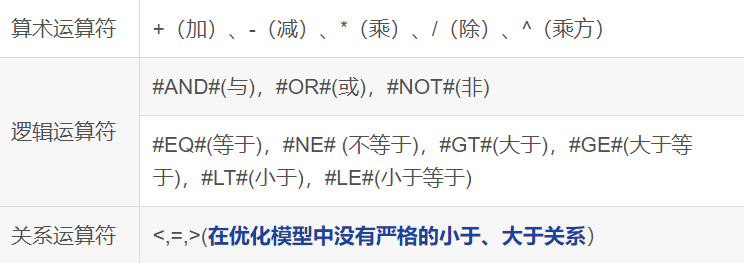 算术运算符
+（加）、-（减）、*（乘）、/（除）、^（乘方）
逻辑运算符
#AND#(与)，#OR#(或)，#NOT#(非)
#EQ#(等于)，#NE# (不等于)，#GT#(大于)，#GE#(大于等
于)，#LT#(小于)，#LE#(小于等于)
关系运算符
<,=,>(在优化模型中没有严格的小于、大于关系）